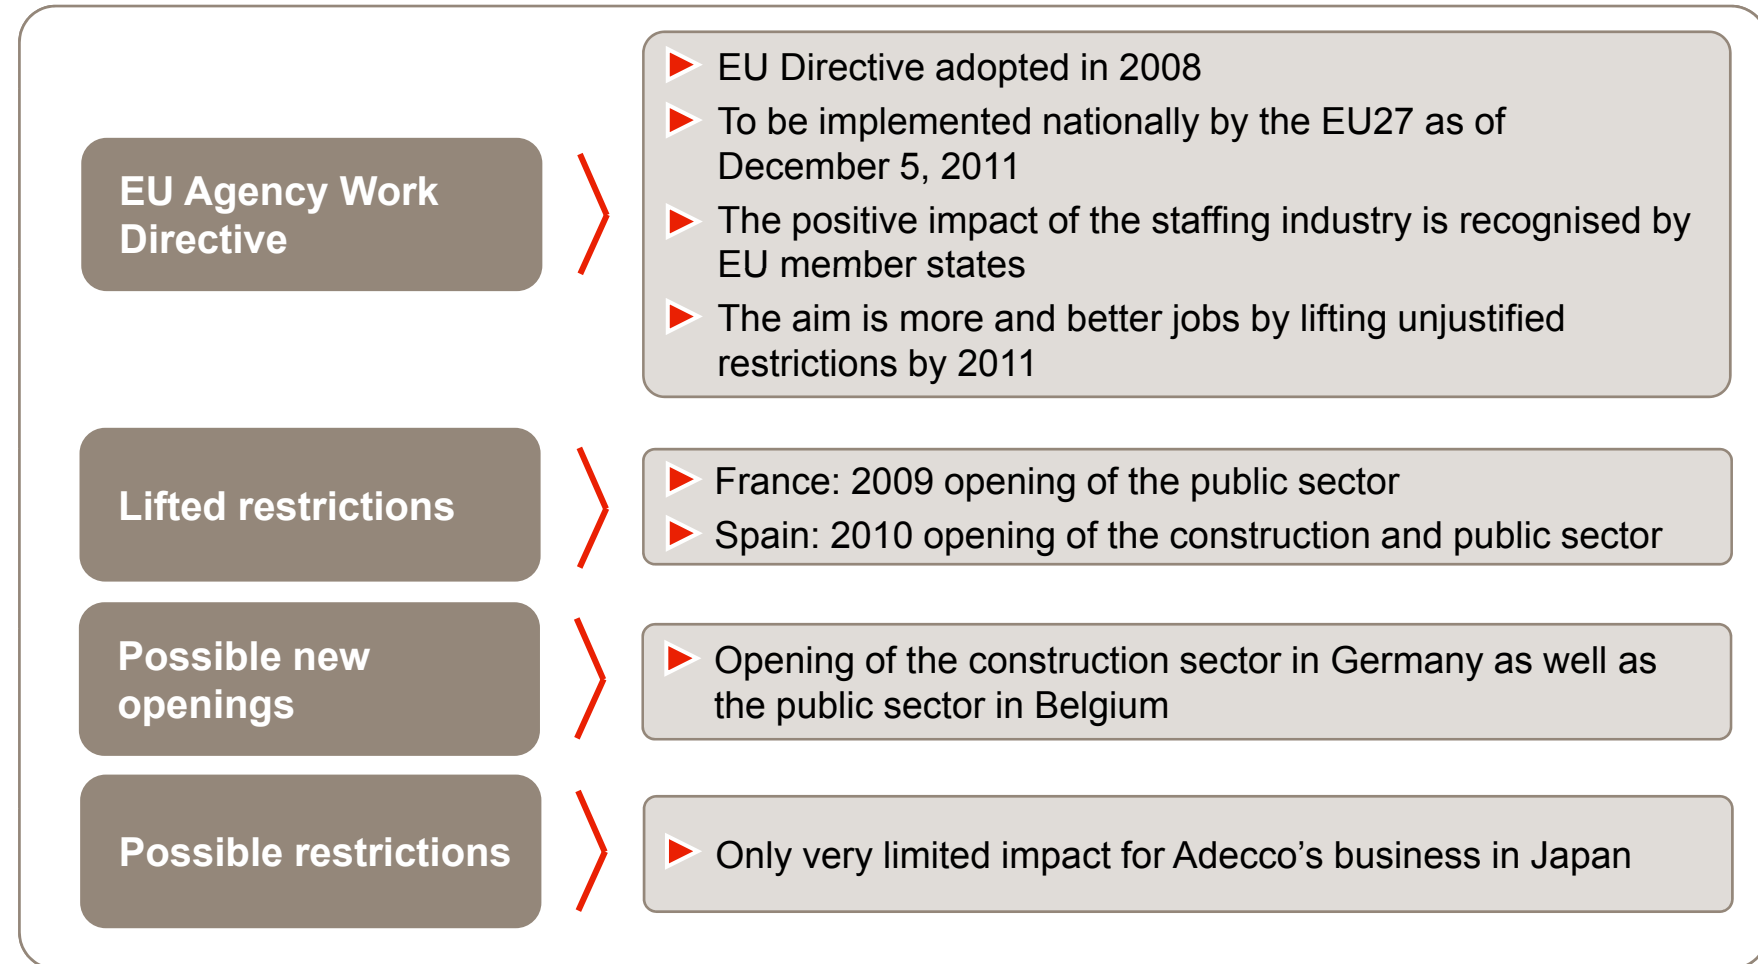 EU Agency Work
Directive
EU Directive adopted in 2008
To be implemented nationally by the EU27 as of
December 5, 2011
The positive impact of the staffing industry is recognised by
EU member states
The aim is more and better jobs by lifting unjustified
restrictions by 2011
Lifted restrictions
France: 2009 opening of the public sector
Spain: 2010 opening of the construction and public sector
Possible new
openings
Opening of the construction sector in Germany as well as
the public sector in Belgium
Possible restrictions
Only very limited impact for Adecco’s business in Japan